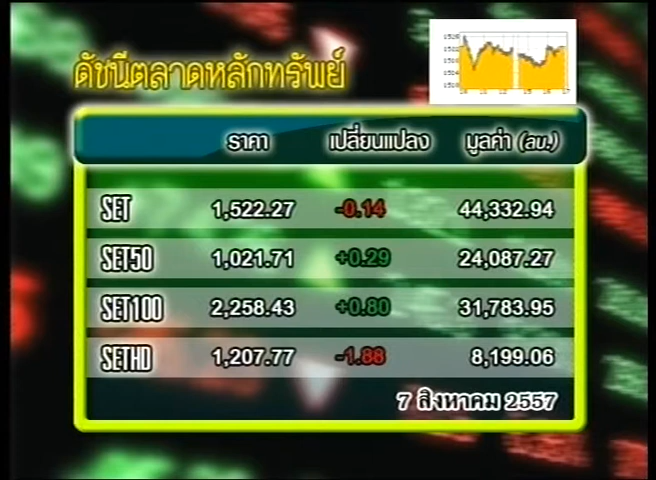 ดัชนีตลาดหลักทรัพย์
ราคา เปลี่ยนแปลง มูลค่า (ลบ.)
SET 1,522.27 -0.14 44,332.94
SET50 1,021.71 +0.29 24,087.27
SET100 2,258.43 +0.80 31,783.95
SETHD 1,207.77 -1.88 8,199.06
7 สิงหาคม 2557